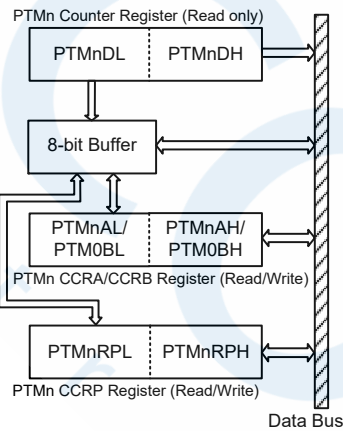 PTMn Counter Register (Read only)
PTMnDL PTMnDH
8-bit Buffer
PTMnAL/ PTMnAH/
PTM0BL PTM0BH
PTMn CCRA/CCRB Register (Read/Write)
PTMnRPL PTMnRPH
PTMn CCRP Register (Read/Write)
Data Bus